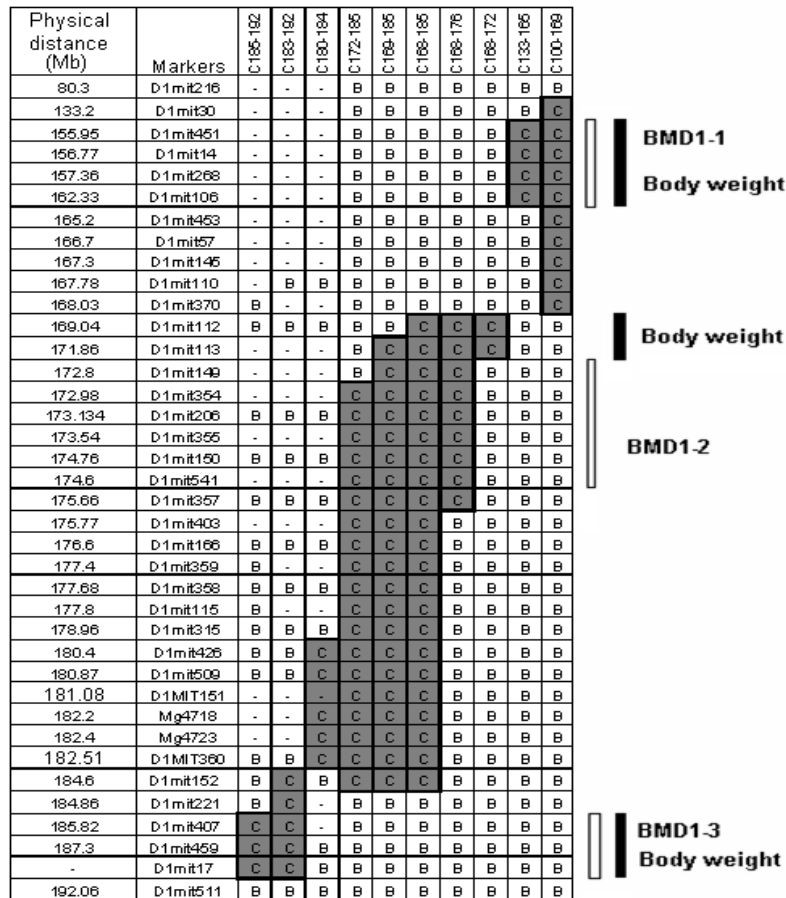 Physical
distance
(Mb) Markers C185-192 C183-192 C180-184 C172-185 C169-185 C168-185 C168-176 C168-172 C133-165 C100-169
80.3 D1mit216 - - - B B B B B B B
133.2 D1mit30 - - - B B B B B B C
155.95 D1mit451 - - - B B B B B C C
BMD1-1
156.77 D1mit14 - - - B B B B B C C
157.36 D1mit268 - - - B B B B B C C
Body weight
162.33 D1mit106 - - - B B B B B C C
165.2 D1mit453 - - - B B B B B B C
166.7 D1mit57 - - - B B B B B B C
167.3 D1mit145 - - - B B B B B B C
167.78 D1mit110 - B B B B B B B B C
168.03 D1mit370 B - - B B B B B B C
169.04 D1mit112 B B B B B C C C B B
Body weight
171.86 D1mit113 - - - B C C C C B B
172.8 D1mit149 - - - B C C C B B B
172.98 D1mit354 - - - C C C C B B B
173.134 D1mit206 B B B C C C C B B B
173.54 D1mit355 - - - C C C C B B B
BMD1-2
174.76 D1mit150 B B B C C C C B B B
174.6 D1mit541 - - - C C C C B B B
175.66 D1mit357 B B B C C C C B B B
175.77 D1mit403 - - - C C C B B B B
176.6 D1mit166 B B B C C C B B B B
177.4 D1mit359 B - - C C C B B B B
177.68 D1mit358 B B B C C C B B B B
177.8 D1mit115 B - - C C C B B B B
178.96 D1mit315 B B B C C C B B B B
180.4 D1mit426 B B C C C C B B B B
180.87 D1mit509 B B C C C C B B B B
181.08 D1MIT151 - - - C C C B B B B
182.2 Mg4718 - - C C C C B B B B
182.4 Mg4723 - - C C C C B B B B
182.51 D1MIT360 B B C C C C B B B B
184.6 D1mit152 B C B C C C B B B B
184.86 D1mit221 B C - B B B B B B B
185.82 D1mit407 C C - B B B B B B B
BMD1-3
187.3 D1mit459 C C B B B B B B B B
Body weight
- D1mit17 C C B B B B B B B B
192.06 D1mit511 B B B B B B B B B B